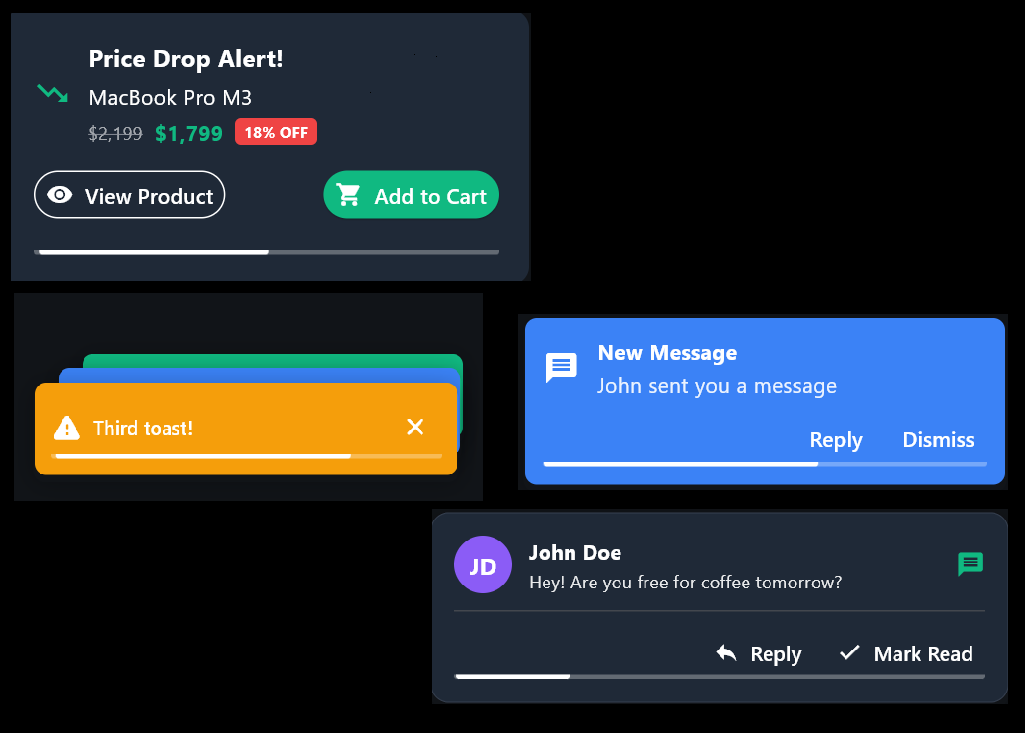 Price Drop Alert!
MacBook Pro M3
$2,199 $1,799 18% OFF
View Product Add to Cart
Third toast!
New Message
John sent you a message
Reply Dismiss
JD
John Doe
Hey! Are you free for coffee tomorrow?
Reply Mark Read